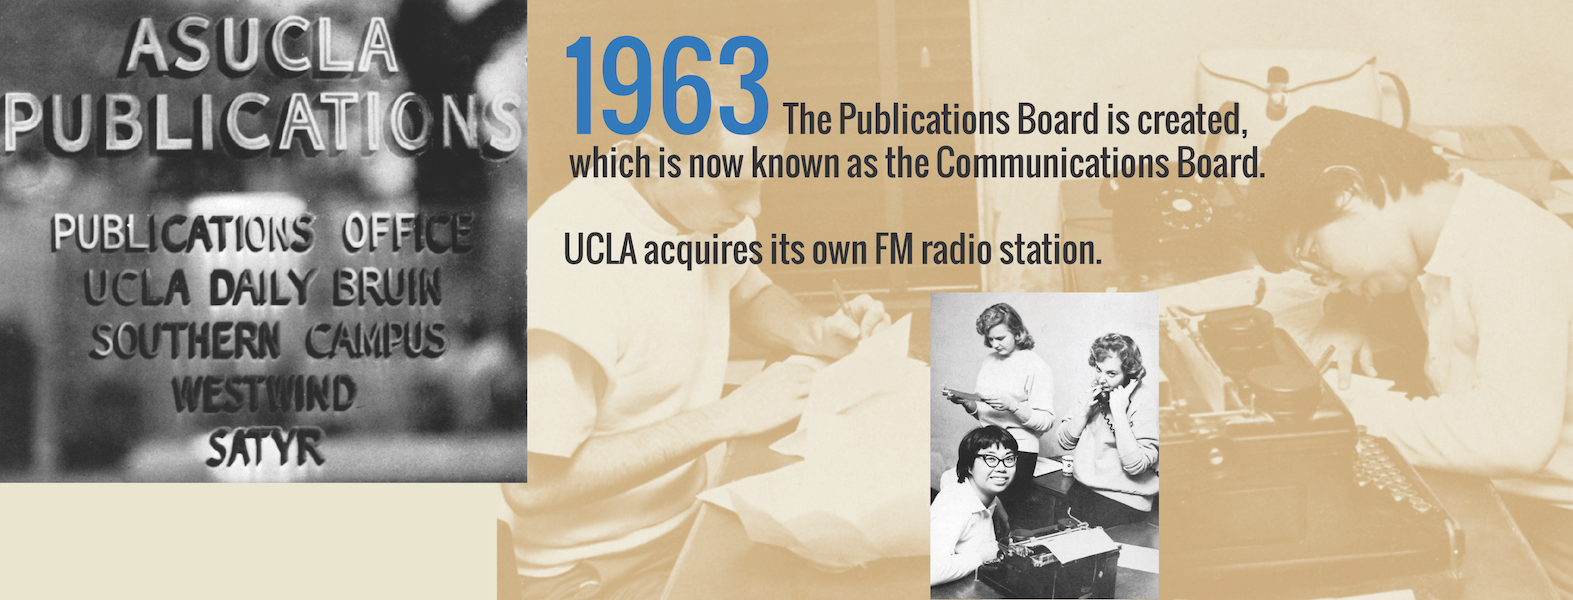 ASUCLA
PUBLICATIONS
PUBLICATIONS OFFICE
UCLA DAILY BRUIN
SOUTHERN CAMPUS
WESTWIND
SATYR
1963 The Publications Board is created,
which is now known as the Communications Board.
UCLA acquires its own FM radio station.